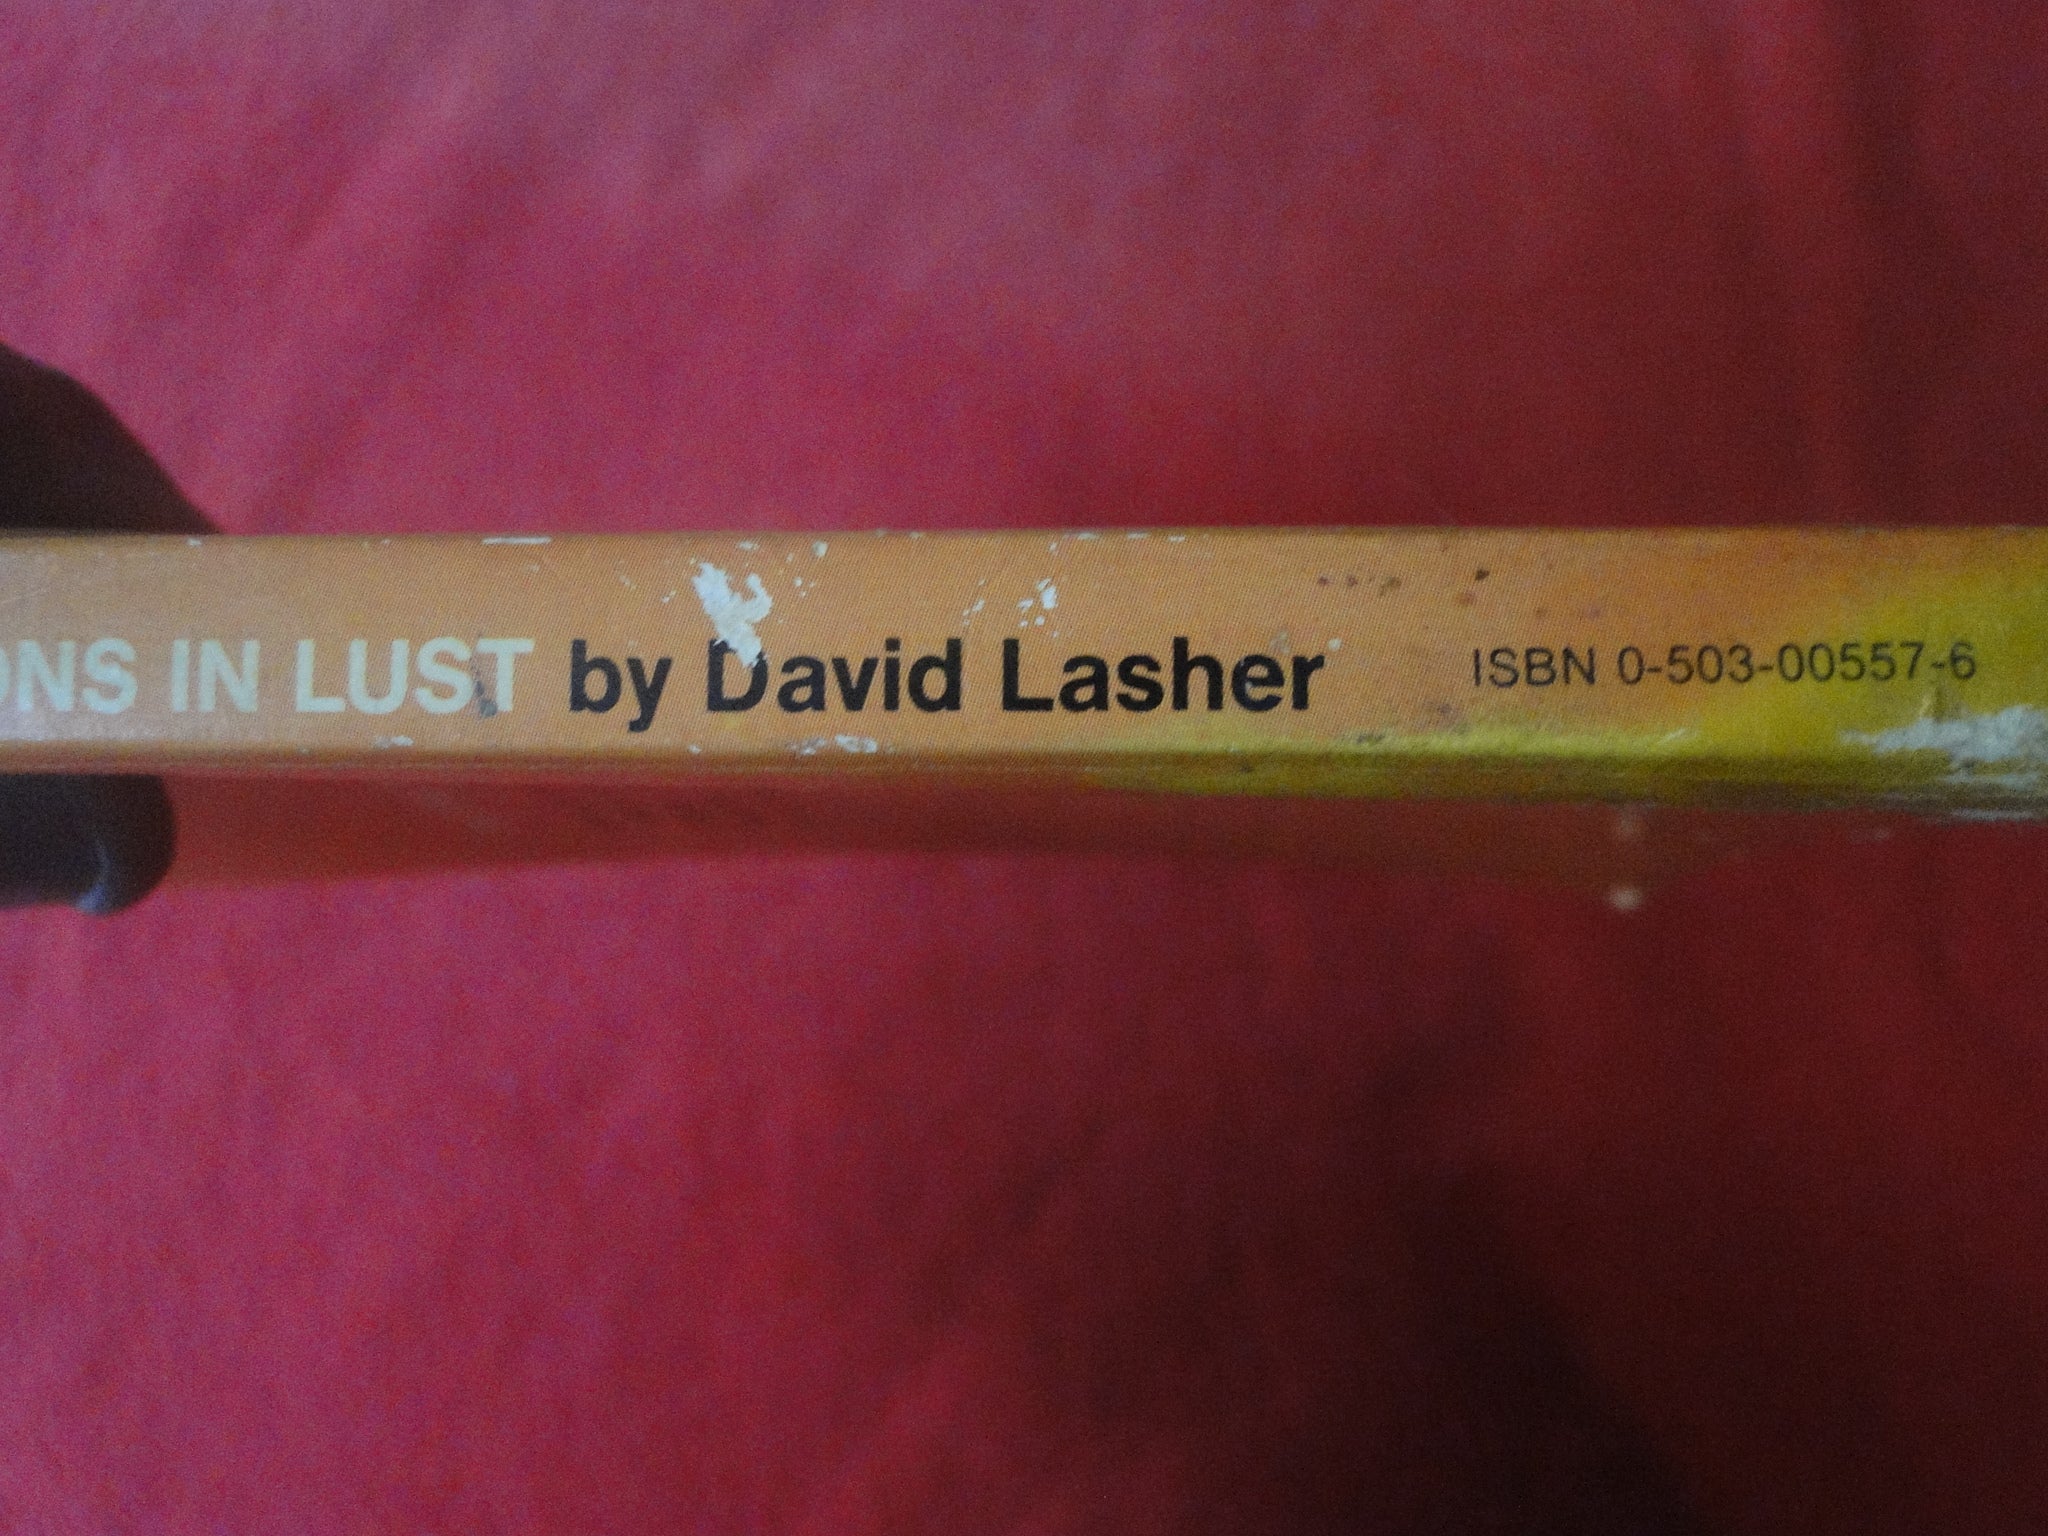 ONS IN LUST by David Lasher ISBN 0-503-00557-6